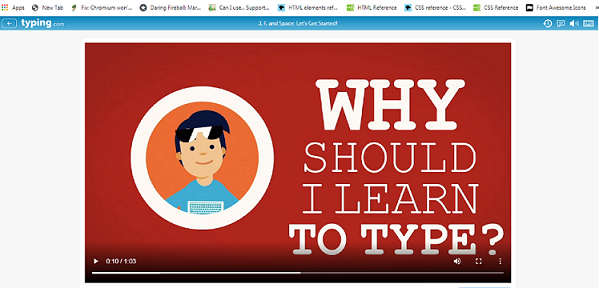 Apps New Tab Fix: Chromium won'... Daring Fireball: Mar... Can I use... Support... HTML elements ref... HTML Reference CSS reference - CSS... CSS Reference Font Awesome Icons »
typing.com J, F, and Space: Let's Get Started!
WHY
SHOULD
I LEARN
TO TYPE?
0:10 / 1:03